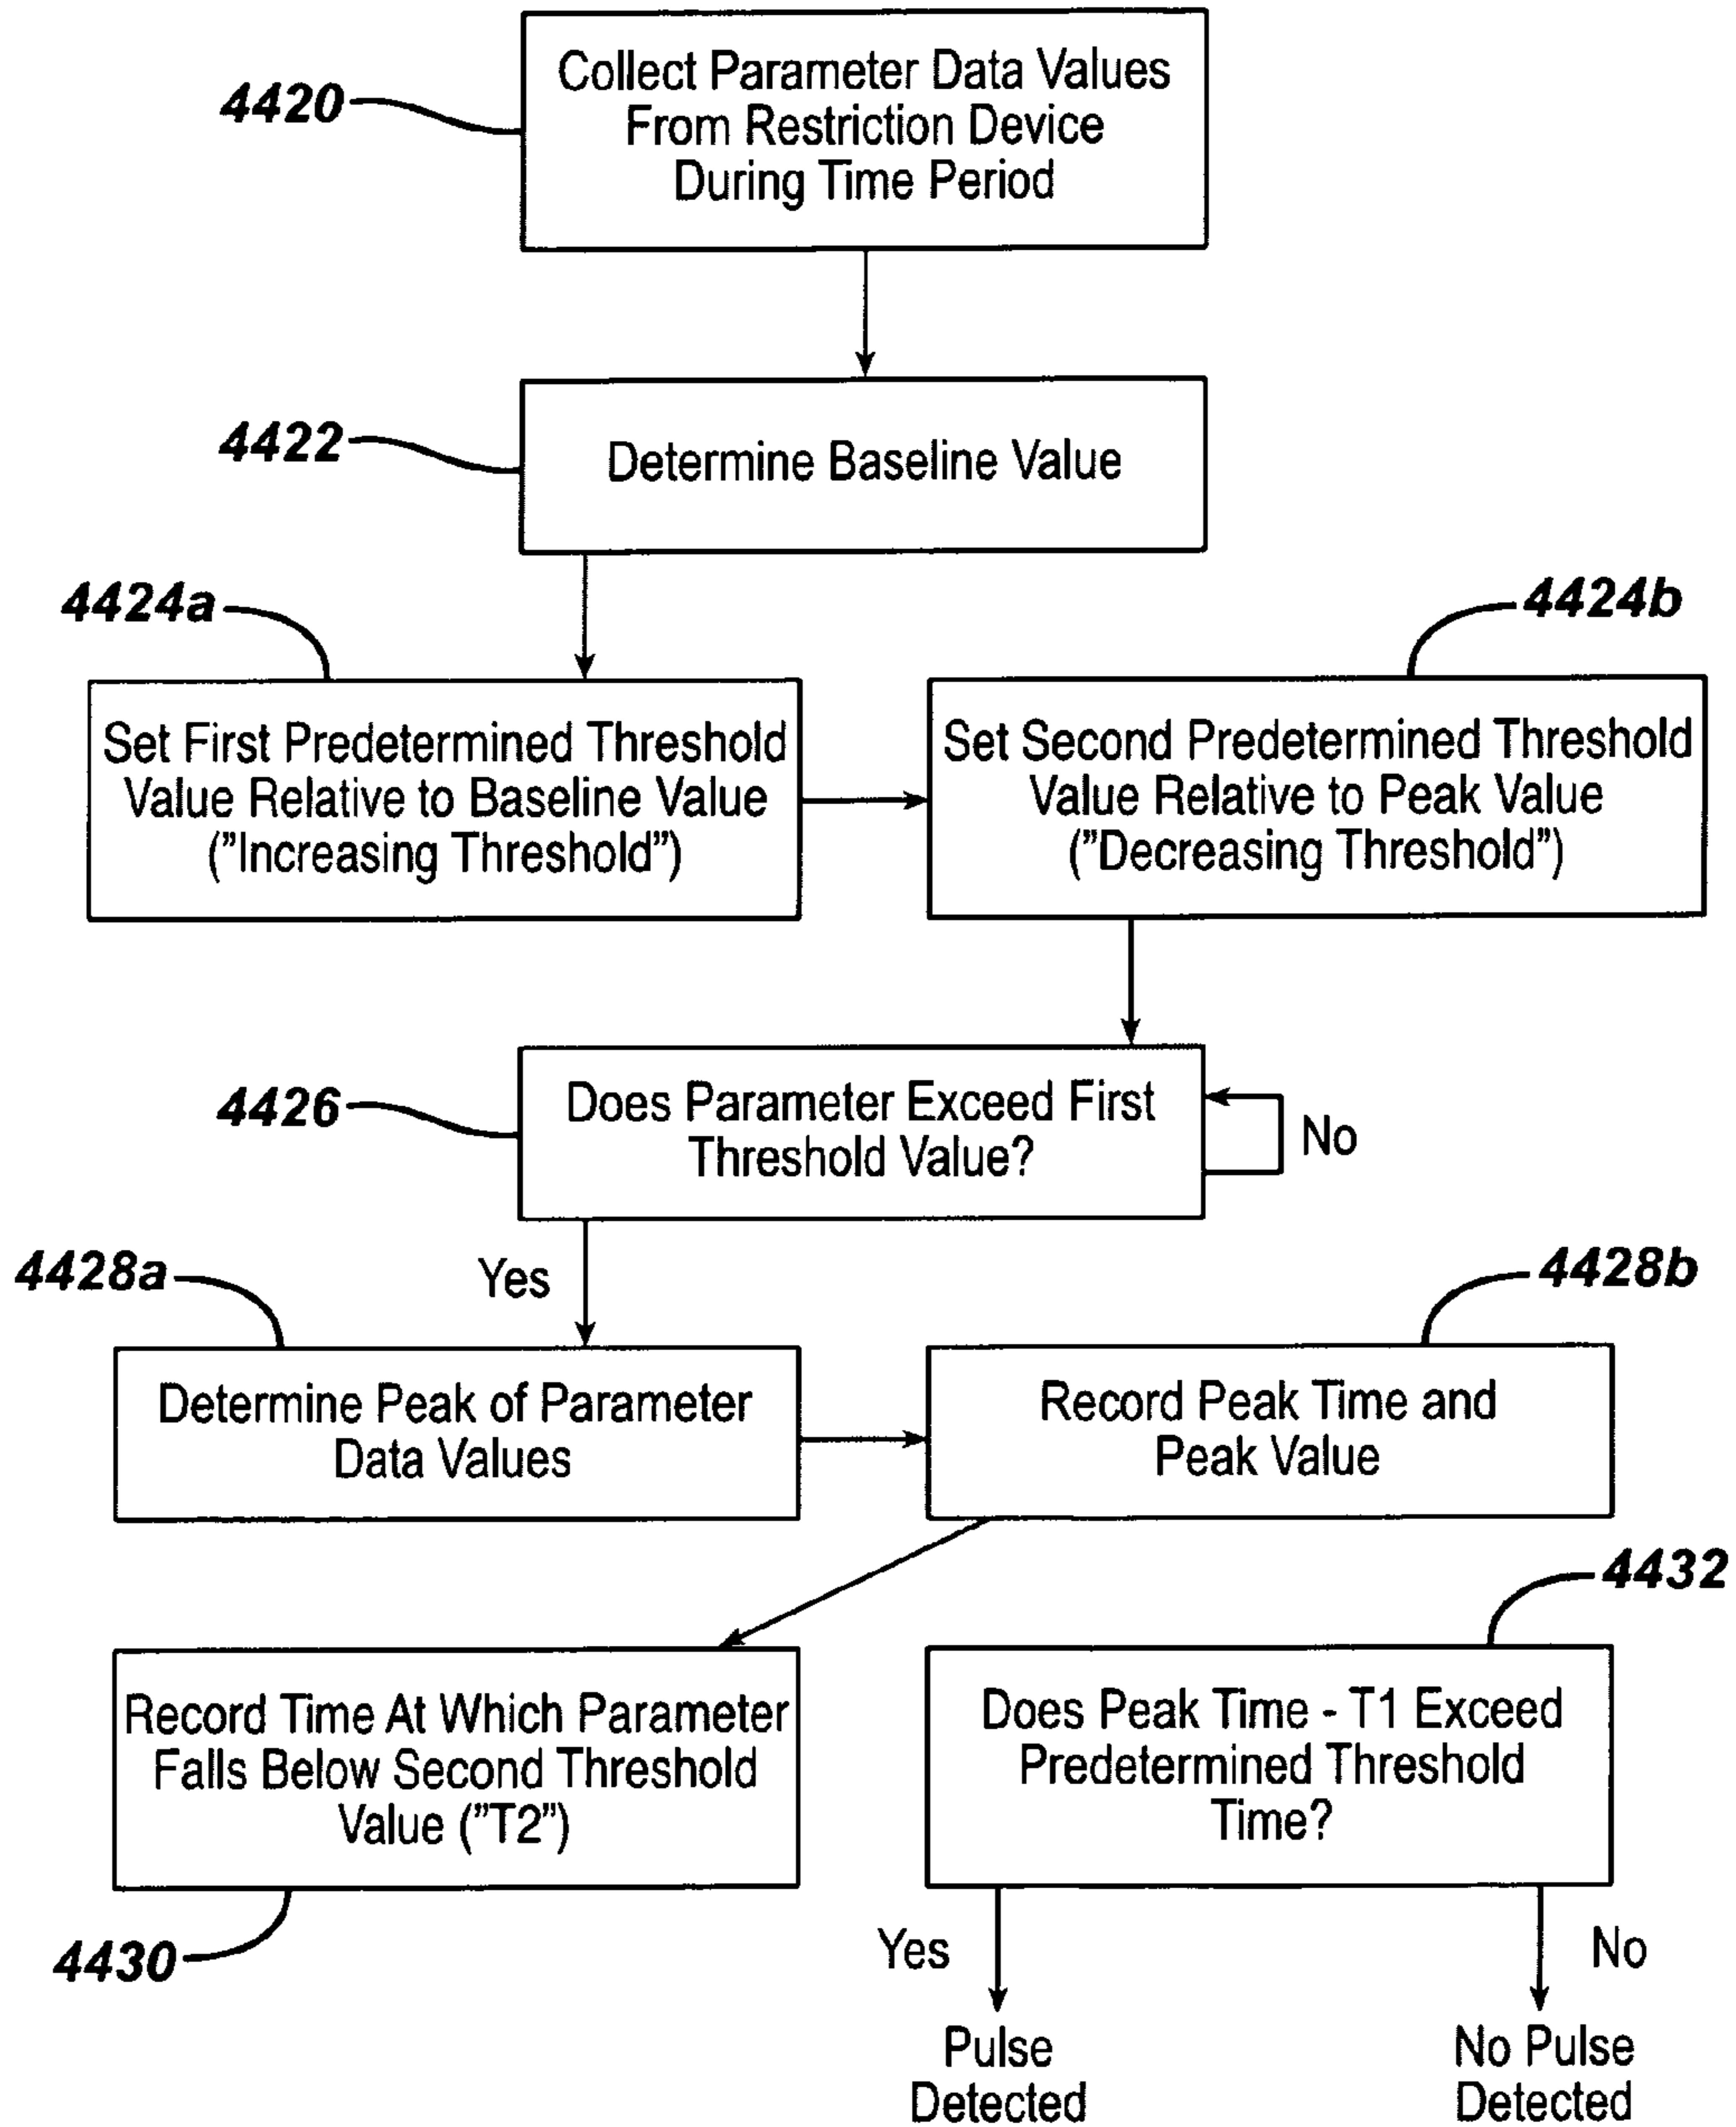 4420
Collect Parameter Data Values
From Restriction Device
During Time Period
4422
Determine Baseline Value
4424a
4424b
Set First Predetermined Threshold
Value Relative to Baseline Value
("Increasing Threshold")
Set Second Predetermined Threshold
Value Relative to Peak Value
("Decreasing Threshold")
4426
Does Parameter Exceed First
Threshold Value?
No
Yes
4428a
4428b
Determine Peak of Parameter
Data Values
Record Peak Time and
Peak Value
4432
Record Time At Which Parameter
Falls Below Second Threshold
Value ("T2")
Does Peak Time - T1 Exceed
Predetermined Threshold
Time?
4430
Yes
No
Pulse
Detected
No Pulse
Detected